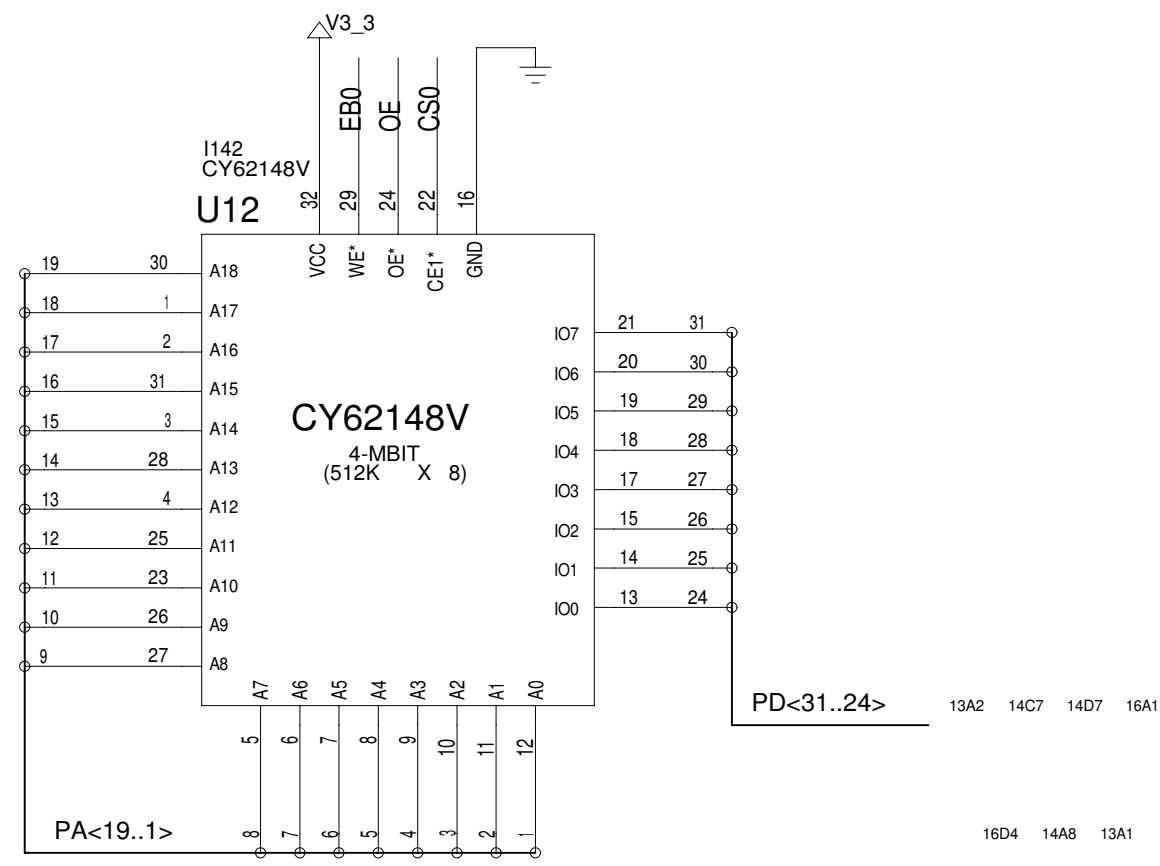 V3_3
EB0 OE CS0
I142
CY62148V
U12
32 29 24 22 16
VCC WE* OE* CE1* GND
19 30 A18
18 1 A17
17 2 A16
16 31 A15
15 3 A14
14 28 A13
13 4 A12
12 25 A11
11 23 A10
10 26 A9
9 27 A8
IO7 21 31
IO6 20 30
IO5 19 29
IO4 18 28
IO3 17 27
IO2 15 26
IO1 14 25
IO0 13 24
CY62148V
4-MBIT
(512K X 8)
A7 A6 A5 A4 A3 A2 A1 A0
5 6 7 8 9 10 11 12
8 7 6 5 4 3 2 1
PD<31..24> 13A2 14C7 14D7 16A1
PA<19..1> 16D4 14A8 13A1